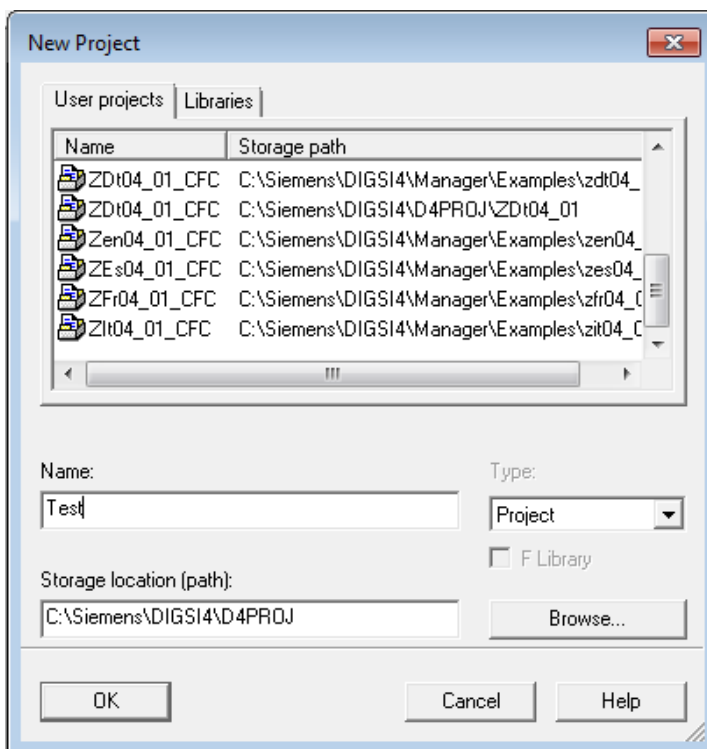 New Project
User projects Libraries
Name Storage path
ZDt04_01_CFC C:\Siemens\DIGSI4\Manager\Examples\zdt04_
ZDt04_01_CFC C:\Siemens\DIGSI4\D4PROJ\ZDt04_01
Zen04_01_CFC C:\Siemens\DIGSI4\Manager\Examples\zen04_
ZEs04_01_CFC C:\Siemens\DIGSI4\Manager\Examples\zes04_
ZFr04_01_CFC C:\Siemens\DIGSI4\Manager\Examples\zfr04_0
ZIt04_01_CFC C:\Siemens\DIGSI4\Manager\Examples\zit04_0
Name: Type:
Test Project
F Library
Storage location (path):
C:\Siemens\DIGSI4\D4PROJ Browse...
OK Cancel Help